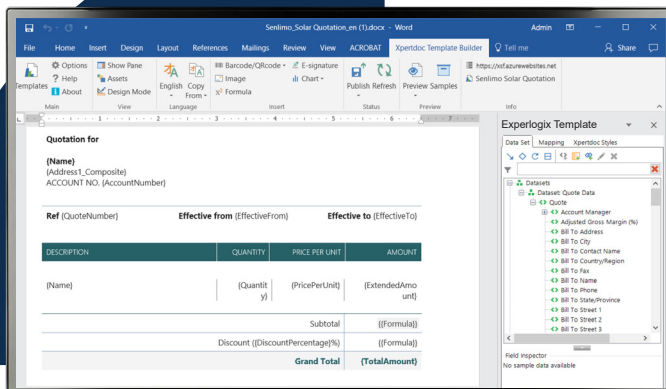 Senlimo_Solar Quotation_en (1).docx - Word
Admin
File Home Insert Design Layout References Mailings Review View ACROBAT Xpertdoc Template Builder Tell me Share
Templates
Options
? Help
About
Main
Show Pane
Assets
Design Mode
View
English
Copy From
Language
Barcode/QRcode
Image
x² Formula
E-signature
Chart
Insert
Publish Refresh
Status
Preview Samples
Preview
https://xsf.azurewebsites.net
Senlimo Solar Quotation
Info
1 2 3 4 5 6 7
Quotation for
{Name}
{Address1_Composite}
ACCOUNT NO. {AccountNumber}
Ref {QuoteNumber} Effective from {EffectiveFrom} Effective to {EffectiveTo}
DESCRIPTION QUANTITY PRICE PER UNIT AMOUNT
{Name} {Quantit {PricePerUnit} {ExtendedAmo
y} unt}
Subtotal {{Formula}}
Discount ({DiscountPercentage}%) {{Formula}}
Grand Total {TotalAmount}
Experlogix Template
Data Set Mapping Xpertdoc Styles
Datasets
Dataset: Quote Data
Quote
Account Manager
Adjusted Gross Margin (%)
Bill To Address
Bill To City
Bill To Contact Name
Bill To Country/Region
Bill To Fax
Bill To Name
Bill To Phone
Bill To State/Province
Bill To Street 1
Bill To Street 2
Bill To Street 3
Field Inspector
No sample data available